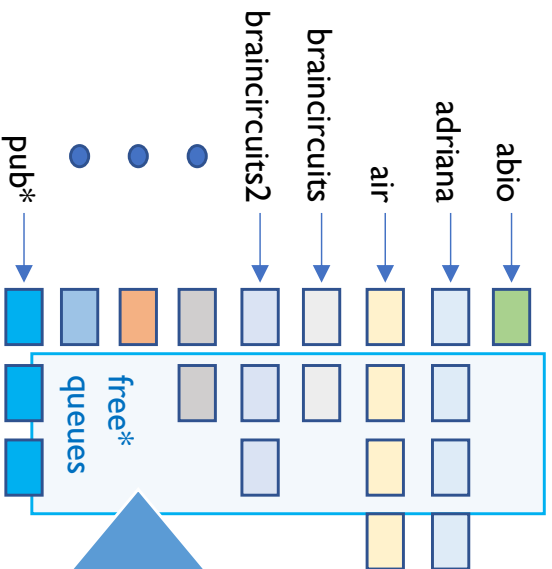 abio
adriana
air
braincircuits
braincircuits2
pub*
free*
queues